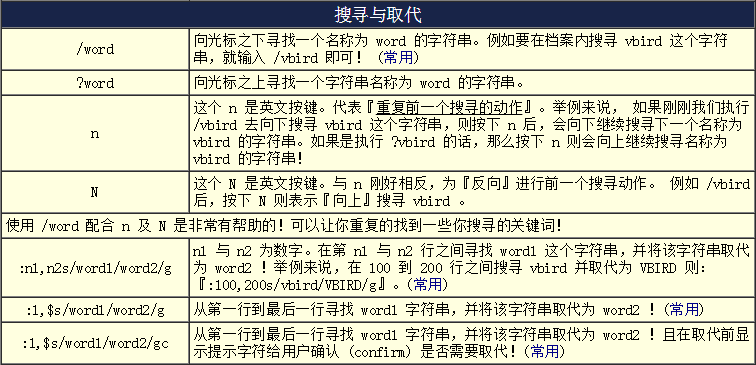 搜寻与取代
/word
向光标之下寻找一个名称为 word 的字符串。例如要在档案内搜寻 vbird 这个字符
串，就输入 /vbird 即可！ (常用)
?word
向光标之上寻找一个字符串名称为 word 的字符串。
n
这个 n 是英文按键。代表『重复前一个搜寻的动作』。举例来说， 如果刚刚我们执行
/vbird 去向下搜寻 vbird 这个字符串，则按下 n 后，会向下继续搜寻下一个名称为
vbird 的字符串。如果是执行 ?vbird 的话，那么按下 n 则会向上继续搜寻名称为
vbird 的字符串！
N
这个 N 是英文按键。与 n 刚好相反，为『反向』进行前一个搜寻动作。 例如 /vbird
后，按下 N 则表示『向上』搜寻 vbird 。
使用 /word 配合 n 及 N 是非常有帮助的！可以让你重复的找到一些你搜寻的关键词！
:n1,n2s/word1/word2/g
n1 与 n2 为数字。在第 n1 与 n2 行之间寻找 word1 这个字符串，并将该字符串取代
为 word2 ！举例来说，在 100 到 200 行之间搜寻 vbird 并取代为 VBIRD 则：
『:100,200s/vbird/VBIRD/g』。(常用)
:1,$s/word1/word2/g
从第一行到最后一行寻找 word1 字符串，并将该字符串取代为 word2 ！(常用)
:1,$s/word1/word2/gc
从第一行到最后一行寻找 word1 字符串，并将该字符串取代为 word2 ！且在取代前显
示提示字符给用户确认 (confirm) 是否需要取代！(常用)